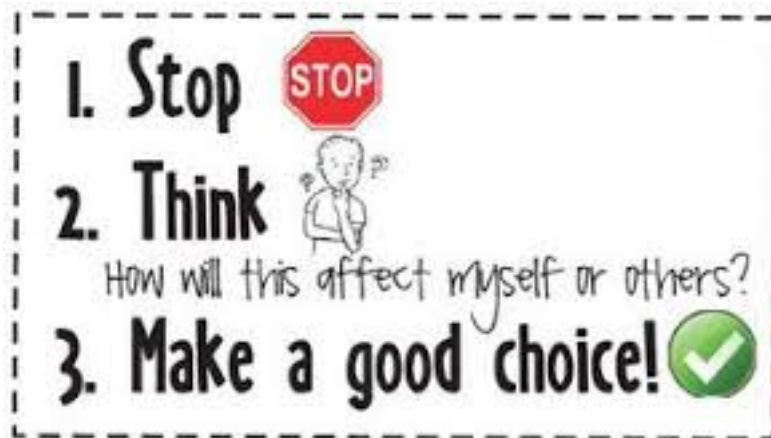 1. Stop STOP
2. Think ? ??
How will this affect myself or others?
3. Make a good choice!